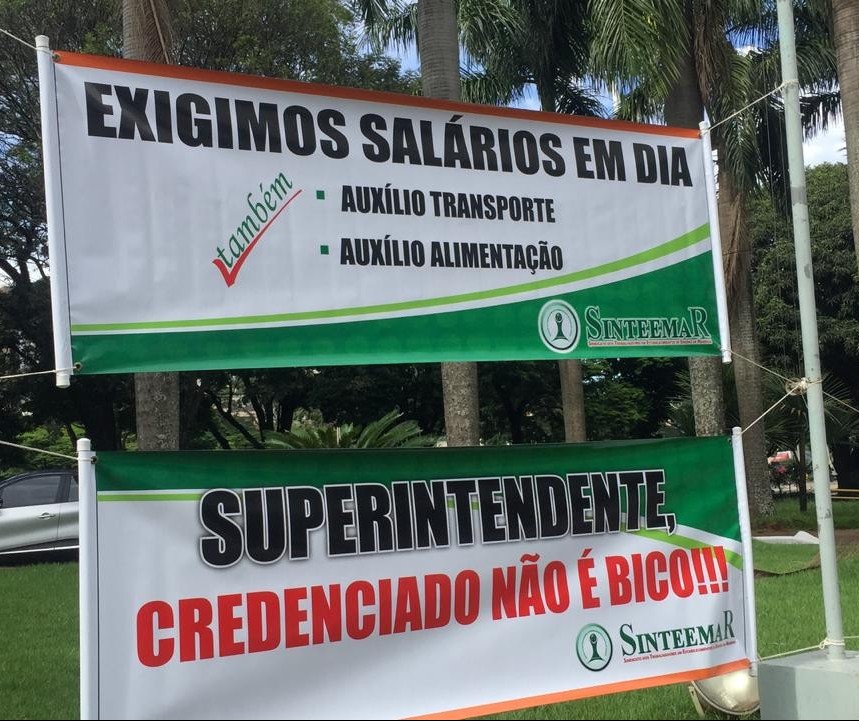 EXIGIMOS SALÁRIOS EM DIA
também
AUXÍLIO TRANSPORTE
AUXÍLIO ALIMENTAÇÃO
SINTEEMAR
SUPERINTENDENTE,
CREDENCIADO NÃO É BICO!!!
SINTEEMAR